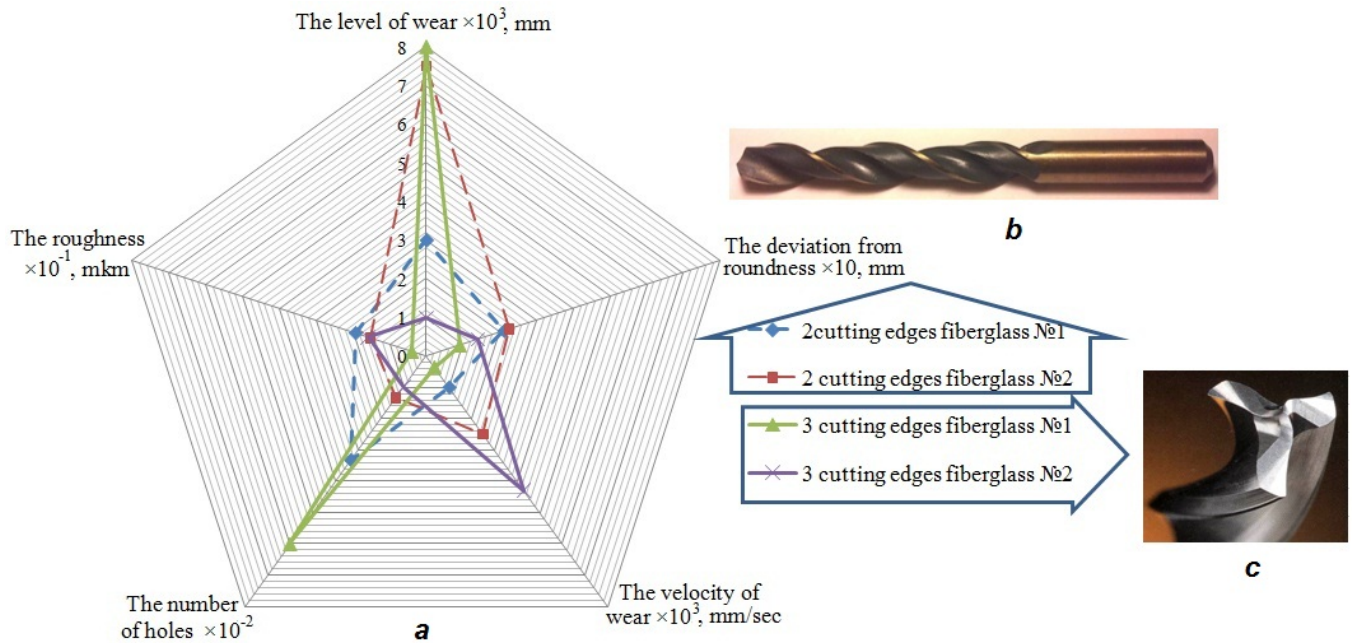 The level of wear ×10³, mm
8
7
6
5
4
3
2
1
0
The roughness
×10⁻¹, mkm
The deviation from
roundness ×10, mm
The number
of holes ×10⁻²
The velocity of
wear ×10³, mm/sec
a
b
2cutting edges fiberglass №1
2 cutting edges fiberglass №2
3 cutting edges fiberglass №1
3 cutting edges fiberglass №2
c